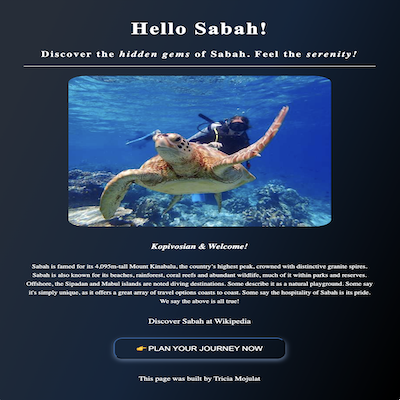 Hello Sabah!
Discover the hidden gems of Sabah. Feel the serenity!
Kopivosian & Welcome!
Sabah is famed for its 4,095m-tall Mount Kinabalu, the country's highest peak, crowned with distinctive granite spires.
Sabah is also known for its beaches, rainforest, coral reefs and abundant wildlife, much of it within parks and reserves.
Offshore, the Sipadan and Mabul islands are noted diving destinations. Some describe it as a natural playground. Some say
it's simply unique, as it offers a great array of travel options coast to coast. Some say the hospitality of Sabah is its pride.
We say the above is all true!
Discover Sabah at Wikipedia
👉 PLAN YOUR JOURNEY NOW
This page was built by Tricia Mojulat